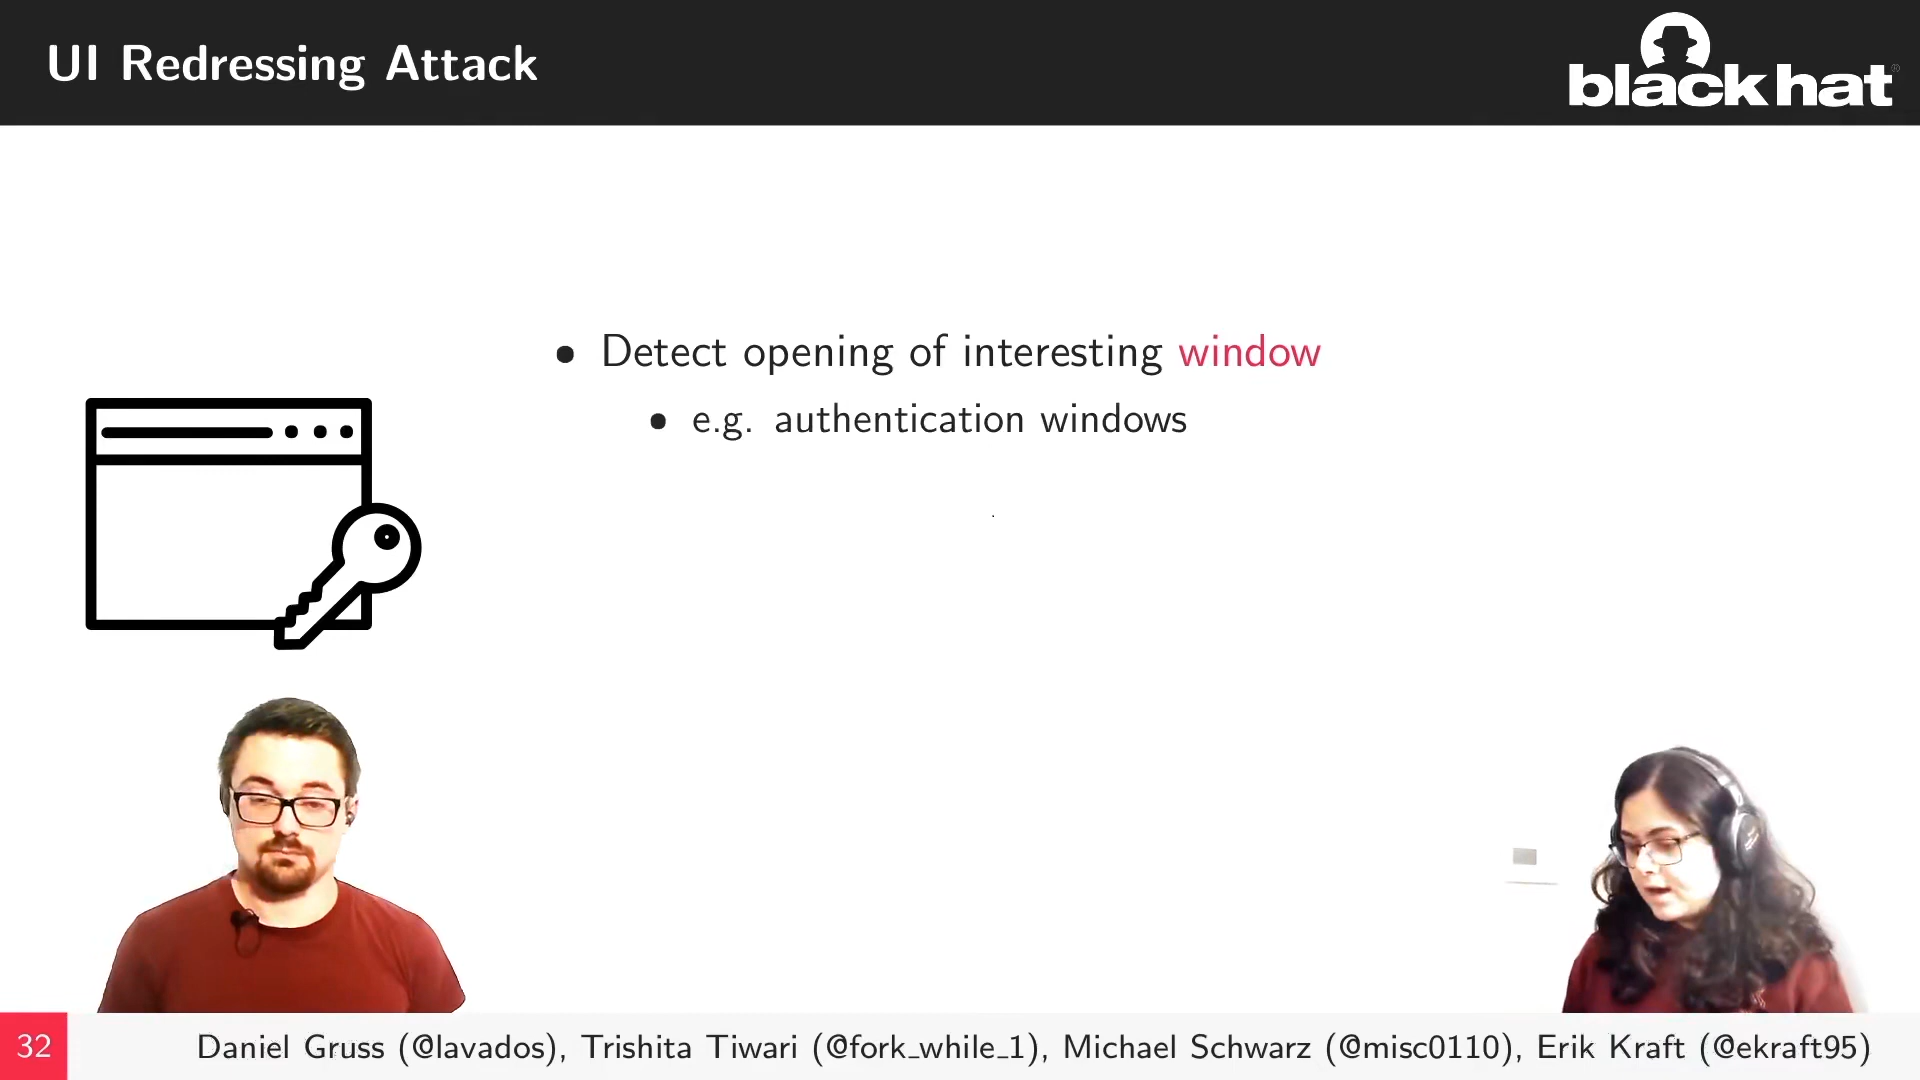 UI Redressing Attack
black hat®
• Detect opening of interesting window
• e.g. authentication windows
32
Daniel Gruss (@lavados), Trishita Tiwari (@fork_while_1), Michael Schwarz (@misc0110), Erik Kraft (@ekraft95)